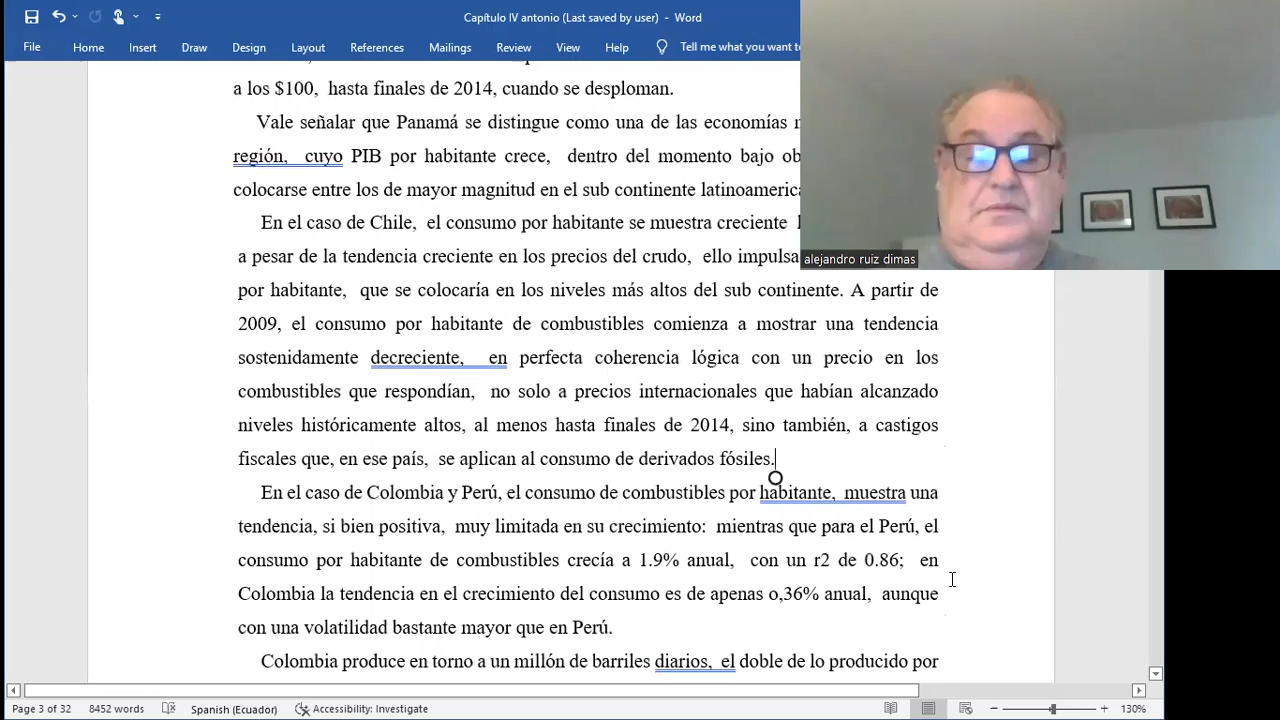 Capítulo IV antonio (Last saved by user) - Word
File Home Insert Draw Design Layout References Mailings Review View Help Tell me what you want to
a los $100, hasta finales de 2014, cuando se desploman.
Vale señalar que Panamá se distingue como una de las economías
región, cuyo PIB por habitante crece, dentro del momento bajo
colocarse entre los de mayor magnitud en el sub continente
En el caso de Chile, el consumo por habitante se muestra creciente
a pesar de la tendencia creciente en los precios del crudo, ello
alejandro ruiz dimas
por habitante, que se colocaría en los niveles más altos del sub continente. A partir de
2009, el consumo por habitante de combustibles comienza a mostrar una tendencia
sostenidamente decreciente, en perfecta coherencia lógica con un precio en los
combustibles que respondían, no solo a precios internacionales que habían alcanzado
niveles históricamente altos, al menos hasta finales de 2014, sino también, a castigos
fiscales que, en ese país, se aplican al consumo de derivados fósiles.
En el caso de Colombia y Perú, el consumo de combustibles por habitante, muestra una
tendencia, si bien positiva, muy limitada en su crecimiento: mientras que para el Perú, el
consumo por habitante de combustibles crecía a 1.9% anual, con un r2 de 0.86; en
Colombia la tendencia en el crecimiento del consumo es de apenas o,36% anual, aunque
con una volatilidad bastante mayor que en Perú.
Colombia produce en torno a un millón de barriles diarios, el doble de lo producido por
Page 3 of 32 8452 words Spanish (Ecuador) Accessibility: Investigate 130%